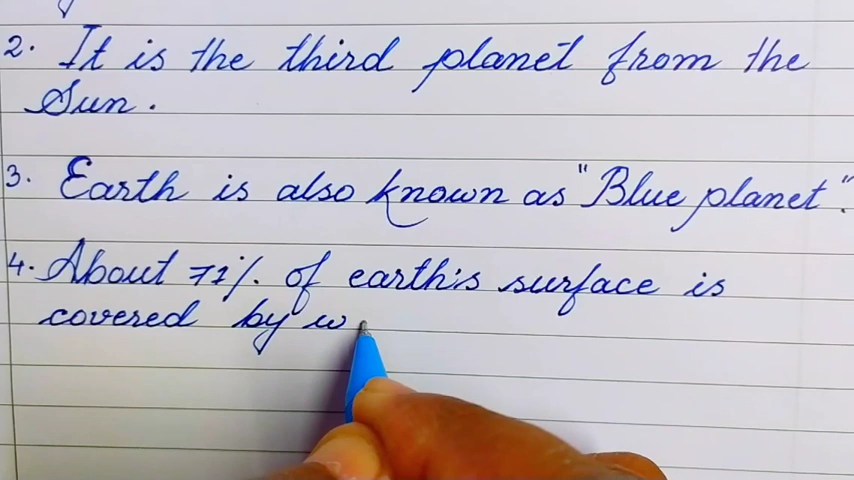 2. It is the third planet from the
Sun.
3. Earth is also known as "Blue planet".
4. About 71% of earth's surface is
covered by w